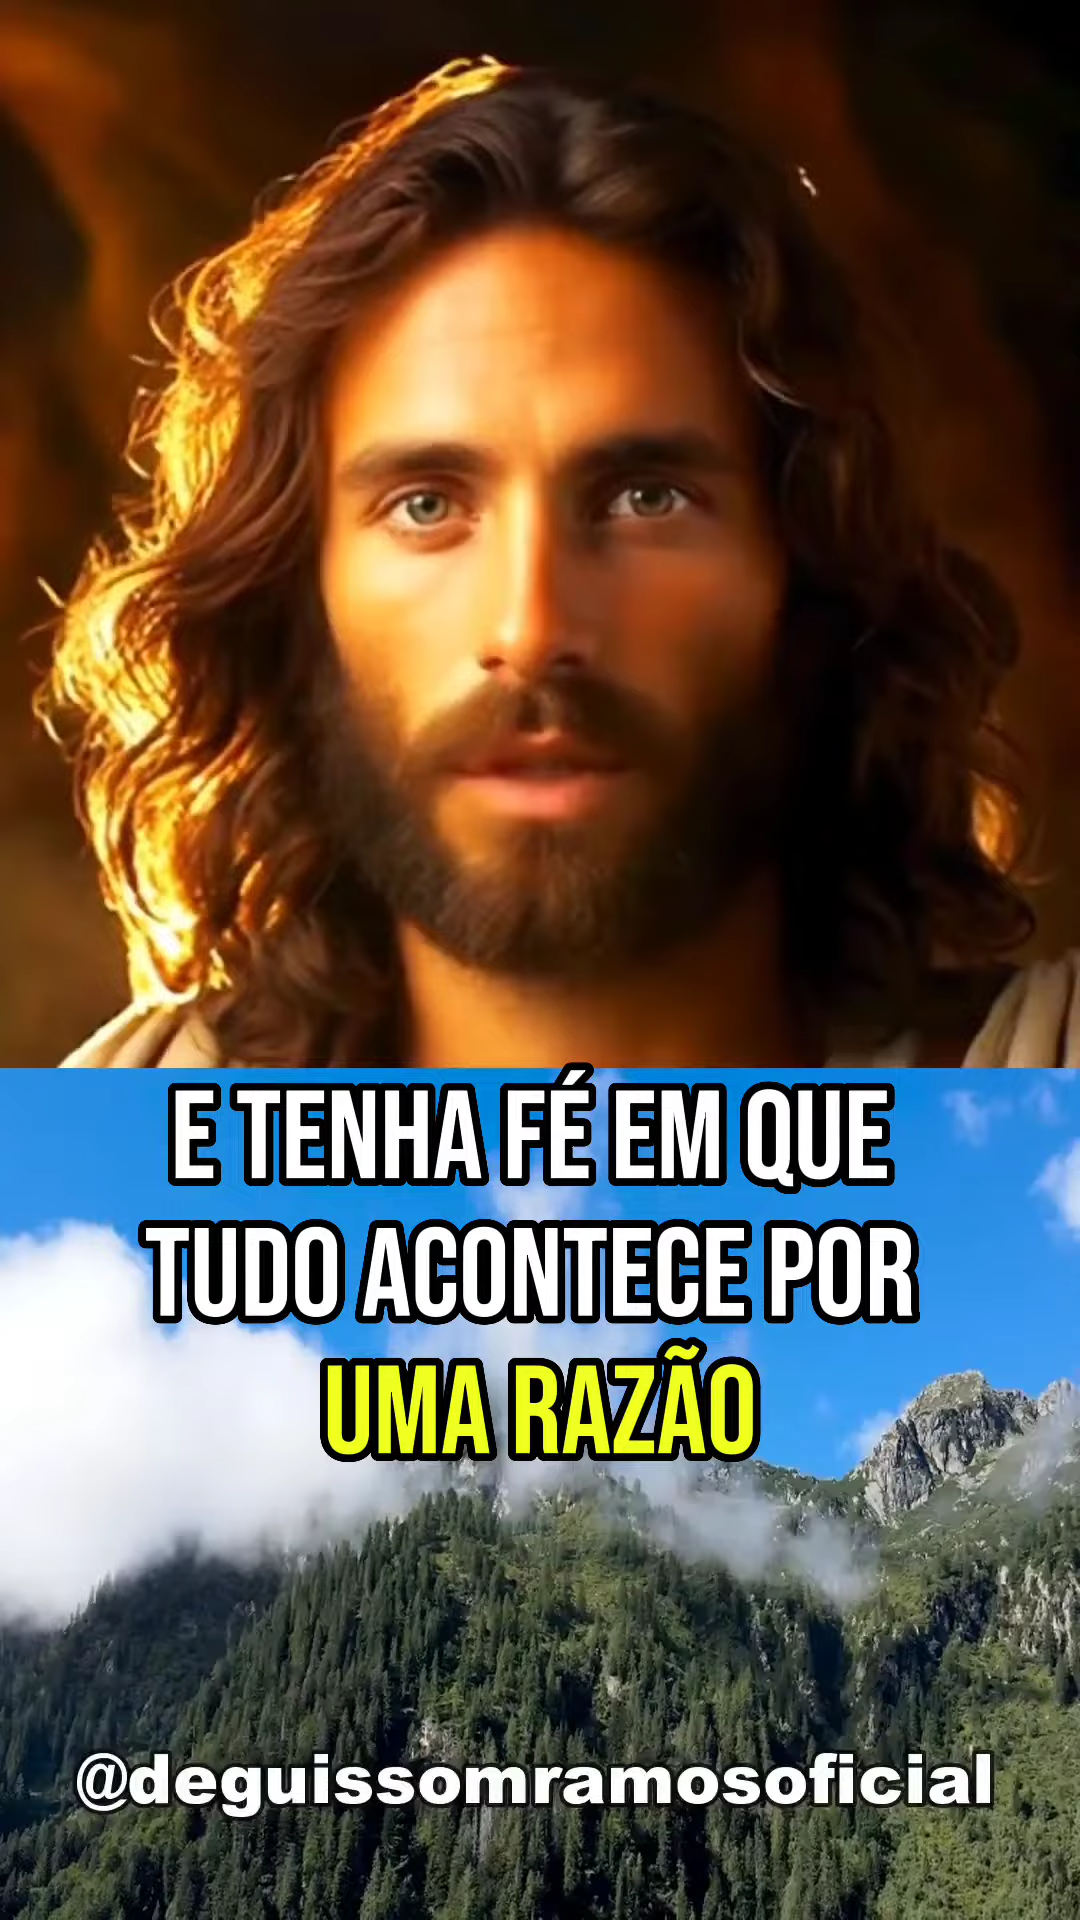 E TENHA FÉ EM QUE
TUDO ACONTECE POR
UMA RAZÃO
@deguissomramosoficial